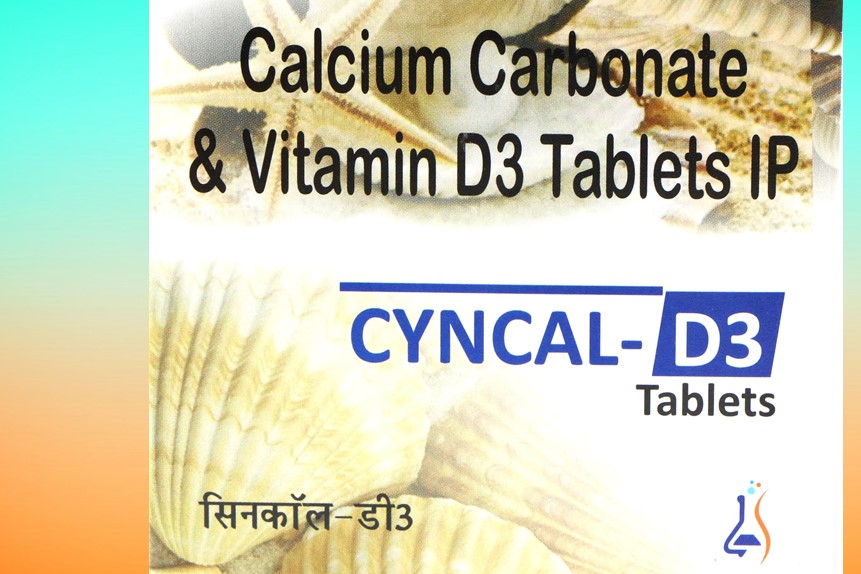 Calcium Carbonate
& Vitamin D3 Tablets IP
CYNCAL-D3
Tablets
सिनकॉल-डी3